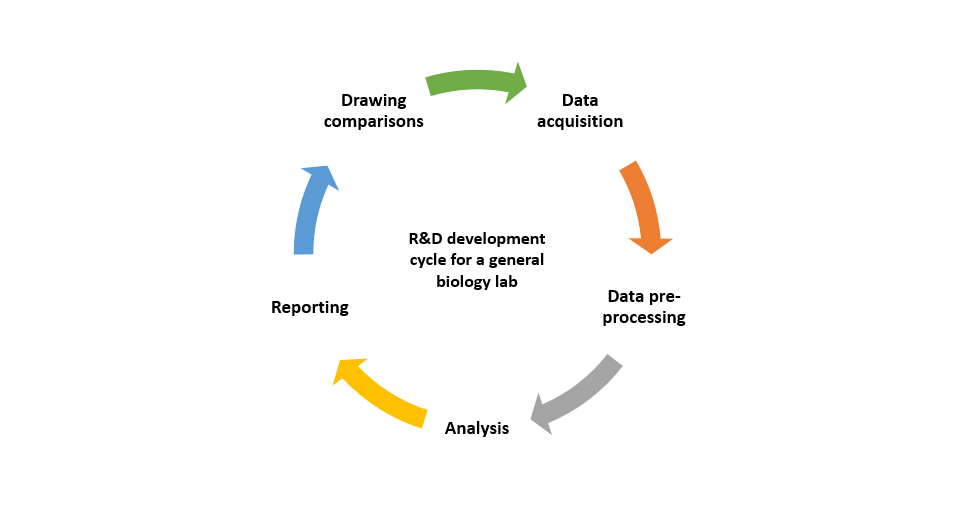 Drawing
comparisons
Data
acquisition
R&D development
cycle for a general
biology lab
Data pre-
processing
Reporting
Analysis